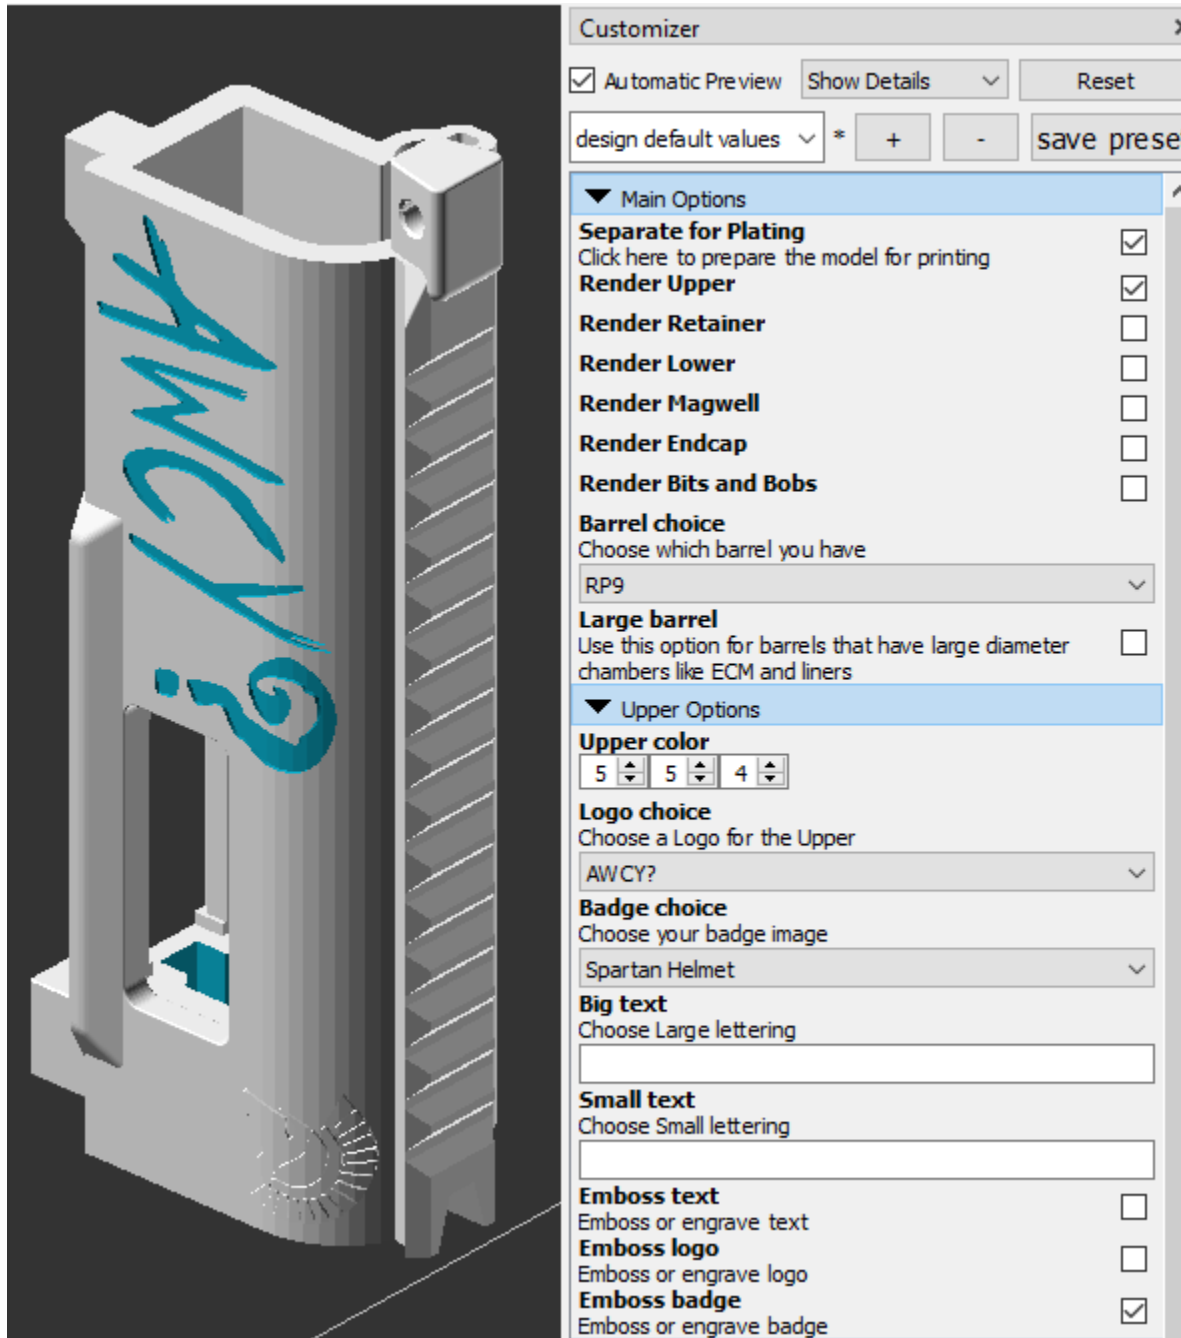 AWCY?
Customizer
Automatic Preview
Show Details
Reset
design default values
*
+
-
save prese
Main Options
Separate for Plating
Click here to prepare the model for printing
Render Upper
Render Retainer
Render Lower
Render Magwell
Render Endcap
Render Bits and Bobs
Barrel choice
Choose which barrel you have
RP9
Large barrel
Use this option for barrels that have large diameter
chambers like ECM and liners
Upper Options
Upper color
5 5 4
Logo choice
Choose a Logo for the Upper
AWCY?
Badge choice
Choose your badge image
Spartan Helmet
Big text
Choose Large lettering
Small text
Choose Small lettering
Emboss text
Emboss or engrave text
Emboss logo
Emboss or engrave logo
Emboss badge
Emboss or engrave badge